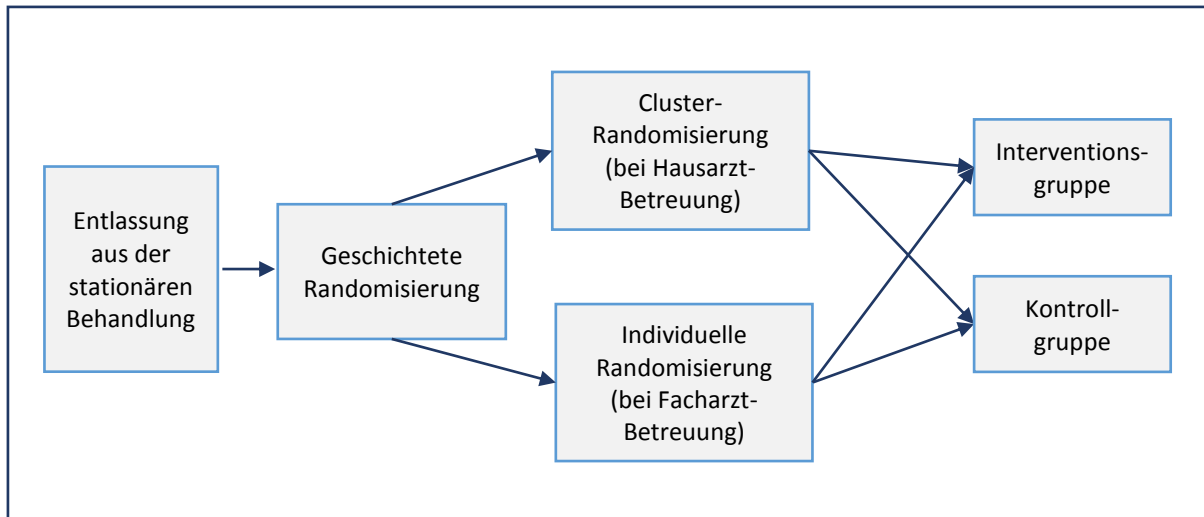 Entlassung
aus der
stationären
Behandlung
Geschichtete
Randomisierung
Cluster-
Randomisierung
(bei Hausarzt-
Betreuung)
Individuelle
Randomisierung
(bei Facharzt-
Betreuung)
Interventions-
gruppe
Kontroll-
gruppe